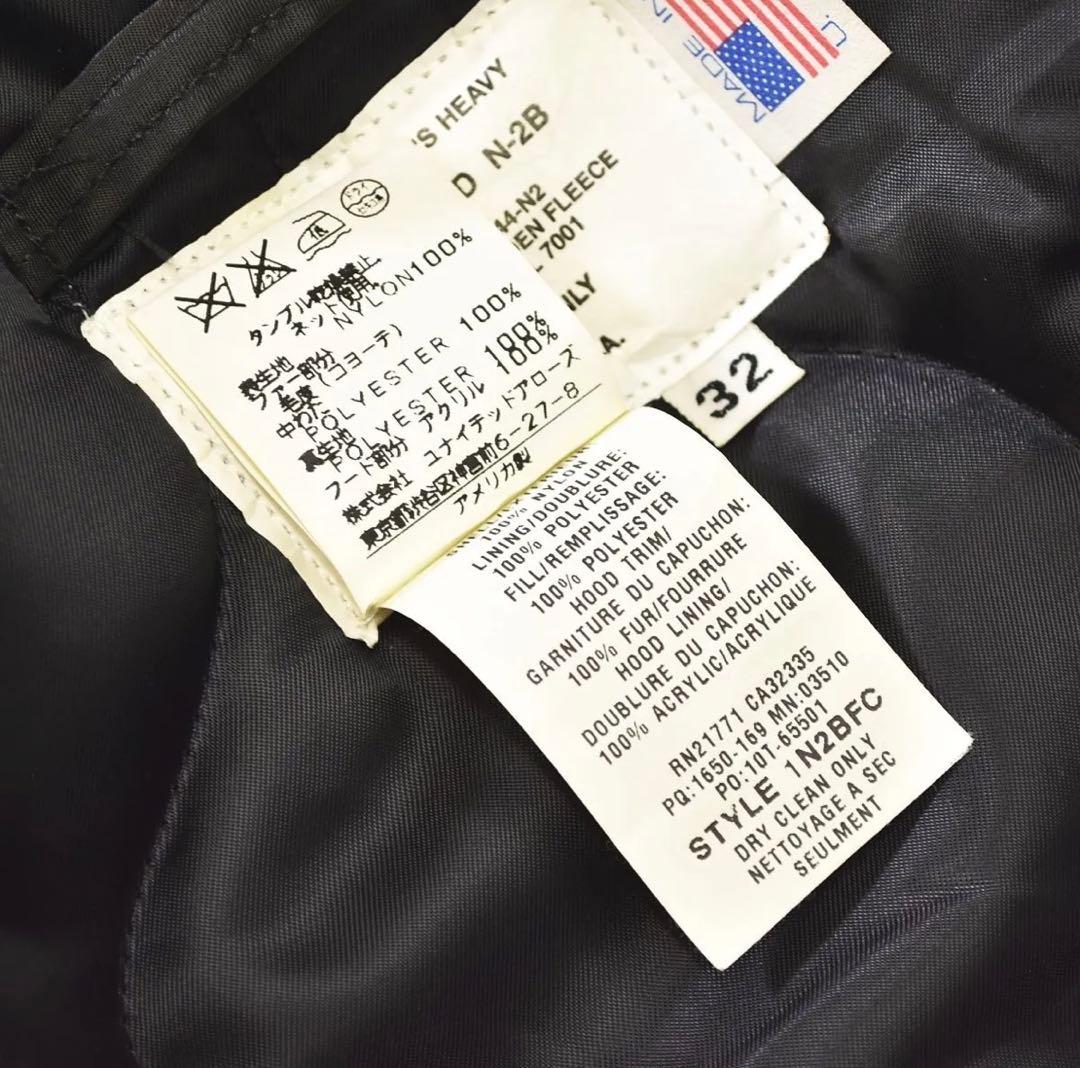 MADE IN
U.
'S HEAVY
D N-2B
44-N2
EN FLEECE
7001
NLY
.A.
32
低
ドライ
タンブル乾燥禁止
ネット使用
NYLON100%
表生地
ファー部分
毛皮 (コヨーテ)
POLYESTER 100%
中わた
POLYESTER 100%
裏生地
フード部分 アクリル 100%
株式会社 ユナイテッドアローズ
東京都渋谷区神宮前6-27-8
アメリカ製
100% NYLON
LINING/DOUBLURE:
100% POLYESTER
FILL/REMPLISSAGE:
100% POLYESTER
HOOD TRIM/
GARNITURE DU CAPUCHON:
100% FUR/FOURRURE
HOOD LINING/
DOUBLURE DU CAPUCHON:
100% ACRYLIC/ACRYLIQUE
RN21771 CA32335
PQ:1650-169 MN:03510
PO:10T-65501
STYLE 1N2BFC
DRY CLEAN ONLY
NETTOYAGE A SEC
SEULMENT